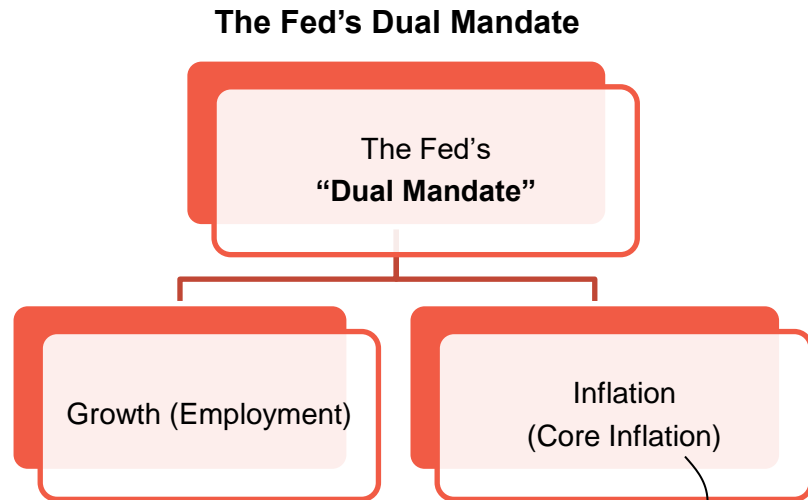 The Fed’s Dual Mandate
The Fed’s
“Dual Mandate”
Growth (Employment)
Inflation
(Core Inflation)